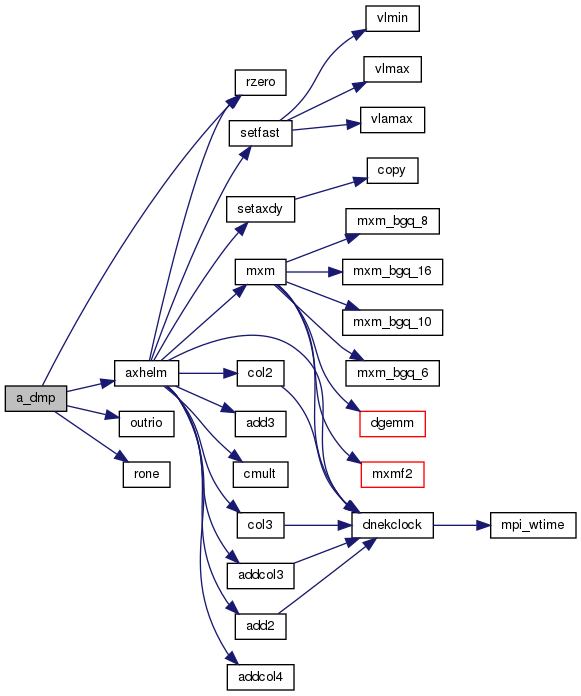 vlmin
vlmax
rzero
vlamax
setfast
copy
setaxdy
mxm_bgq_8
mxm
mxm_bgq_16
mxm_bgq_10
axhelm
col2
mxm_bgq_6
a_dmp
outrio
add3
dgemm
rone
cmult
mxmf2
col3
dnekclock
mpi_wtime
addcol3
add2
addcol4